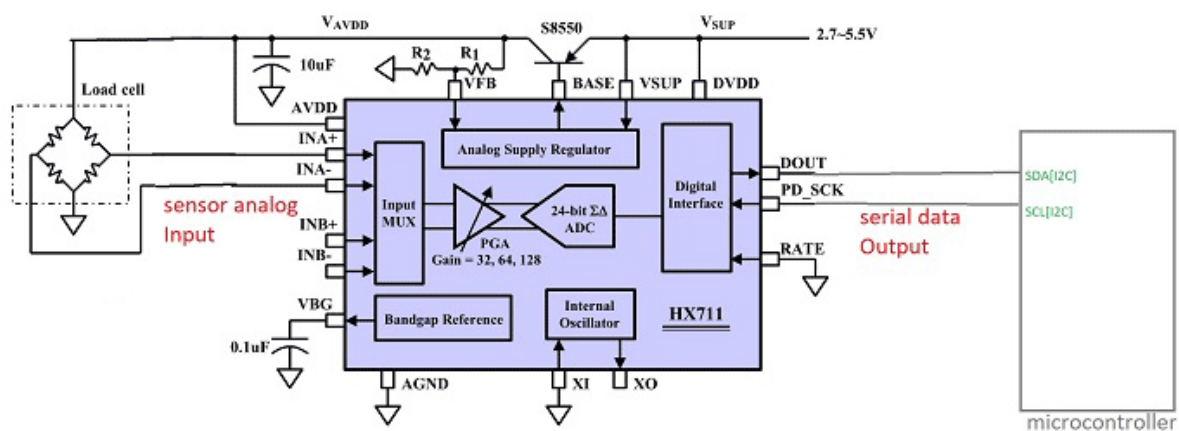 V_AVDD
S8550
V_SUP
2.7~5.5V
10uF
R2
R1
VFB
BASE
VSUP
DVDD
Load cell
AVDD
INA+
INA-
Analog Supply Regulator
DOUT
PD_SCK
SDA[I2C]
SCL[I2C]
sensor analog
Input
Input
MUX
24-bit ΣΔ
ADC
Digital
Interface
serial data
Output
INB+
INB-
PGA
Gain = 32, 64, 128
RATE
VBG
Bandgap Reference
Internal
Oscillator
HX711
0.1uF
AGND
XI
XO
microcontroller